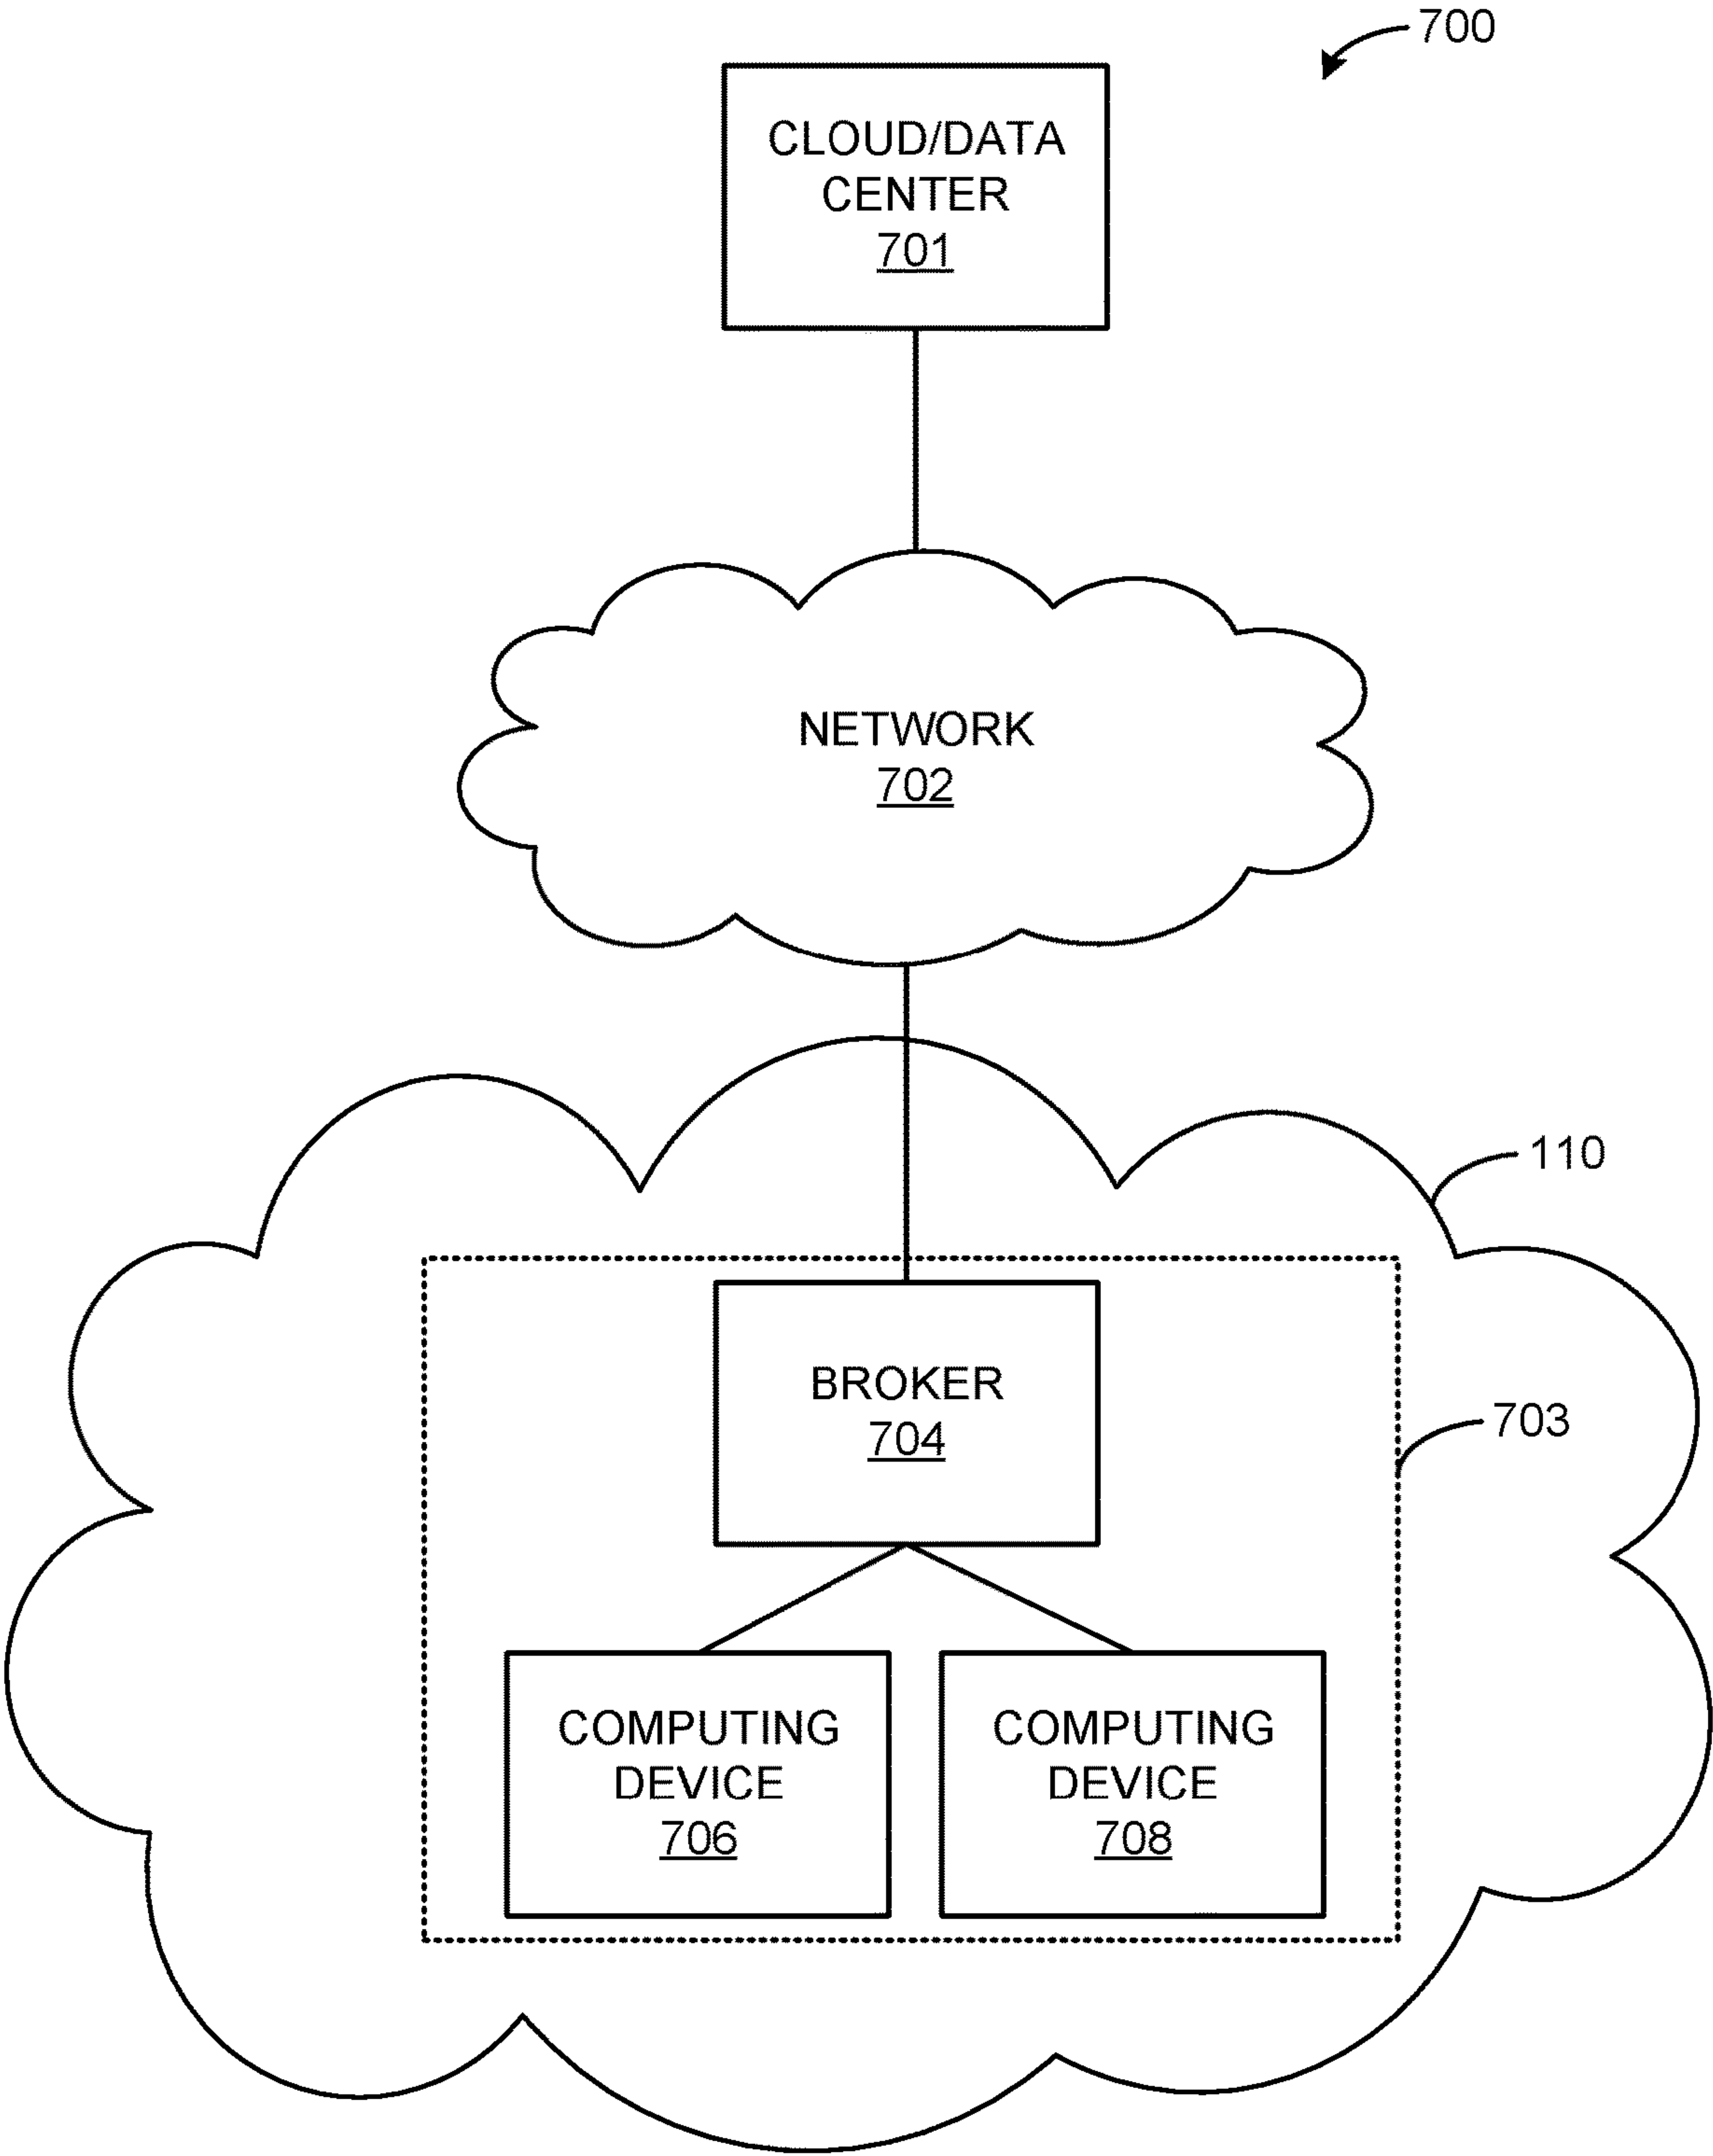 700
CLOUD/DATA
CENTER
701
NETWORK
702
110
BROKER
704
703
COMPUTING
DEVICE
706
COMPUTING
DEVICE
708